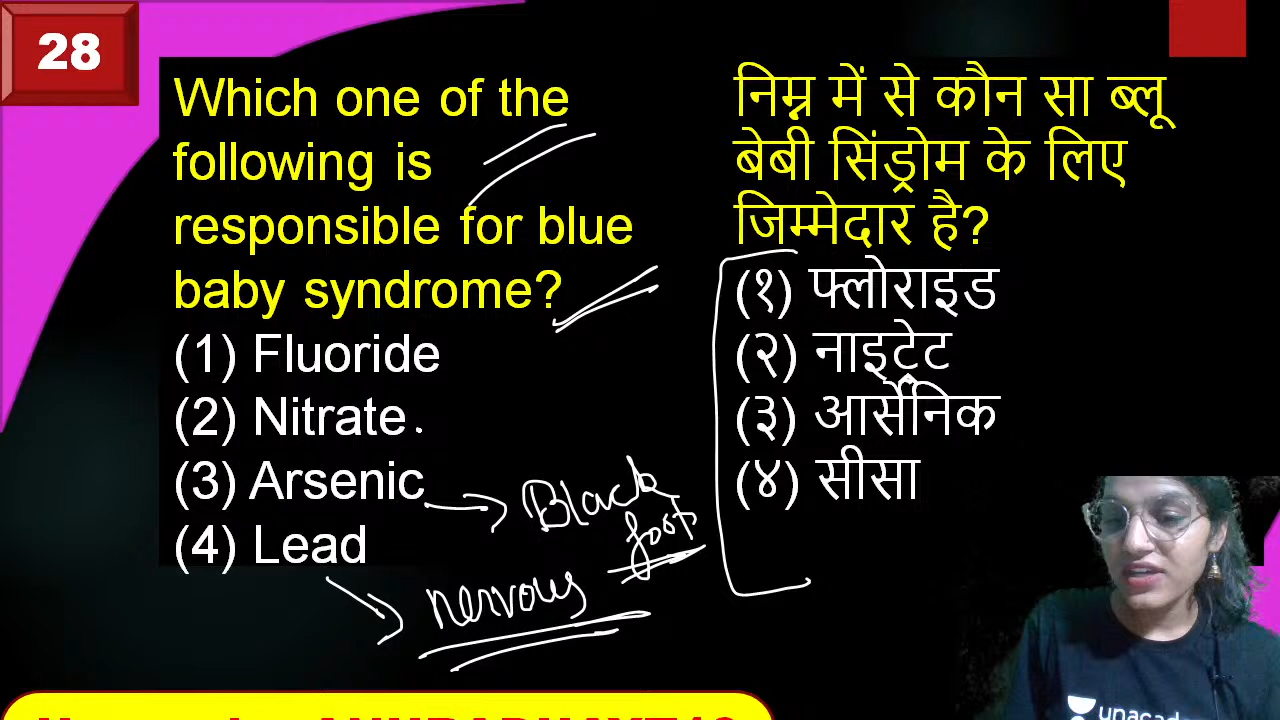 28
Which one of the
following is
responsible for blue
baby syndrome?
(1) Fluoride
(2) Nitrate
(3) Arsenic
(4) Lead
Black
foot
nervous
निम्न में से कौन सा ब्लू
बेबी सिंड्रोम के लिए
जिम्मेदार है?
(१) फ्लोराइड
(२) नाइट्रेट
(३) आर्सेनिक
(४) सीसा